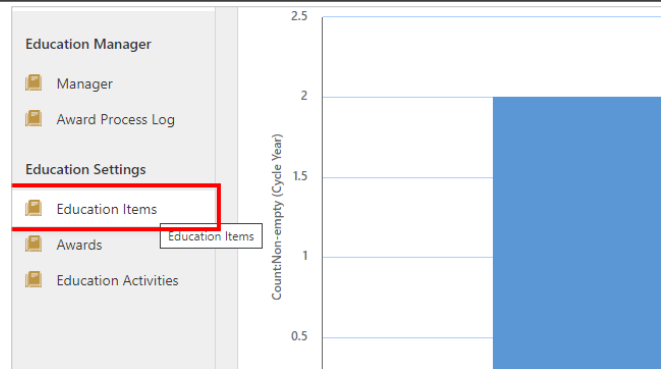 Education Manager
Manager
Award Process Log
Education Settings
Education Items
Education Items
Awards
Education Activities
Count:Non-empty (Cycle Year)
2.5
2
1.5
1
0.5